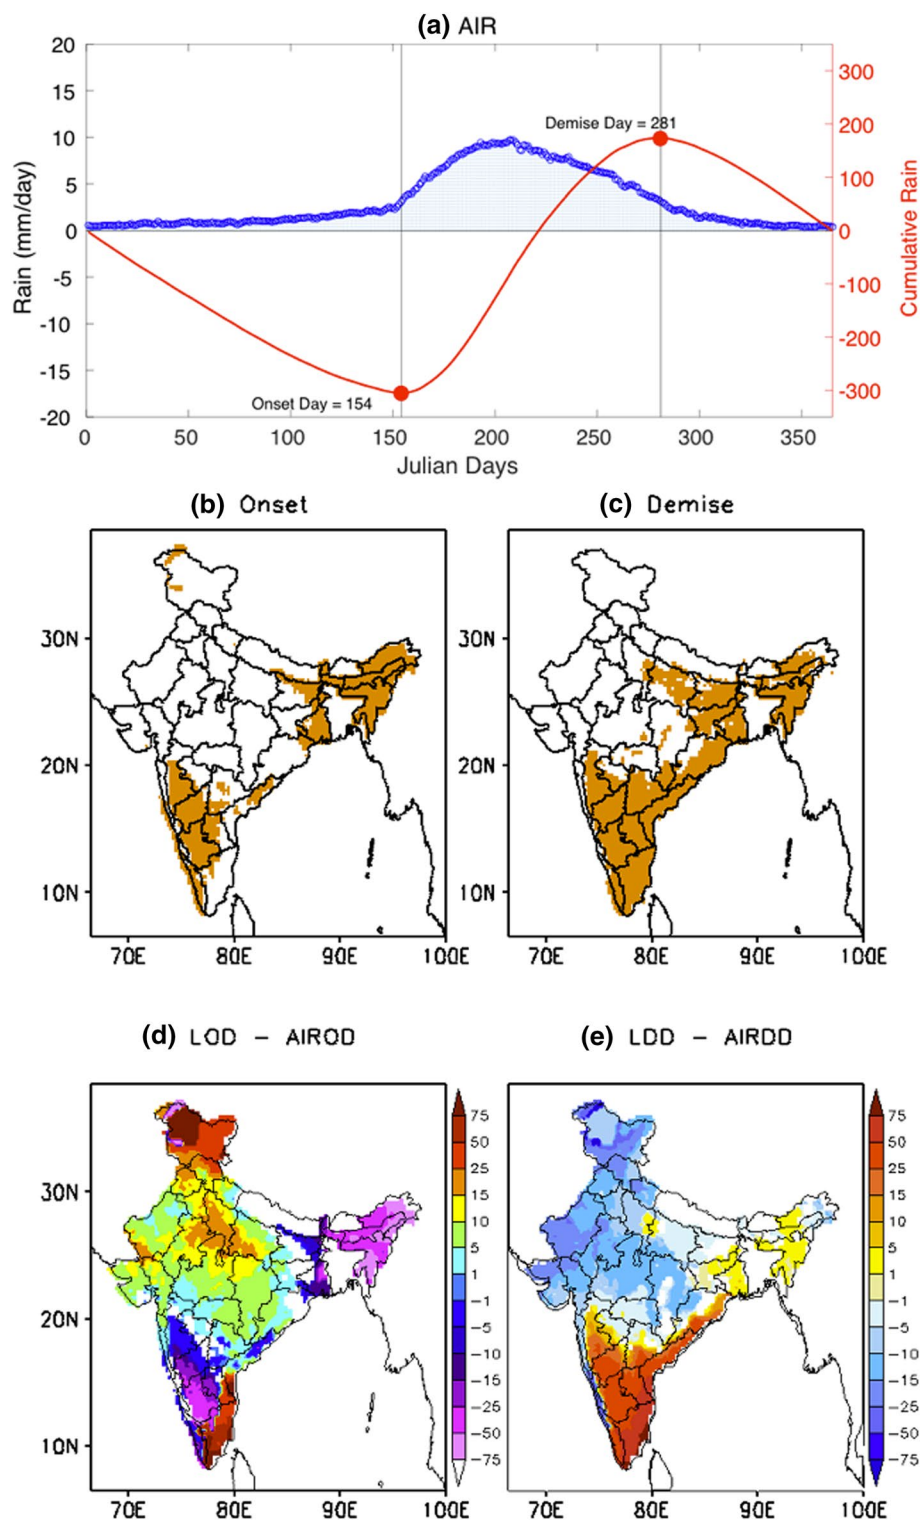 (a) AIR
20
15
10
5
0
-5
-10
-15
-20
Rain (mm/day)
300
200
100
0
-100
-200
-300
Cumulative Rain
Demise Day = 281
Onset Day = 154
0 50 100 150 200 250 300 350
Julian Days
(b) Onset
30N
20N
10N
70E 80E 90E 100E
(c) Demise
30N
20N
10N
70E 80E 90E 100E
(d) LOD - AIROD
30N
20N
10N
70E 80E 90E 100E
75
50
25
15
10
5
1
-1
-5
-10
-15
-25
-50
-75
(e) LDD - AIRDD
30N
20N
10N
70E 80E 90E 100E
75
50
25
15
10
5
1
-1
-5
-10
-15
-25
-50
-75